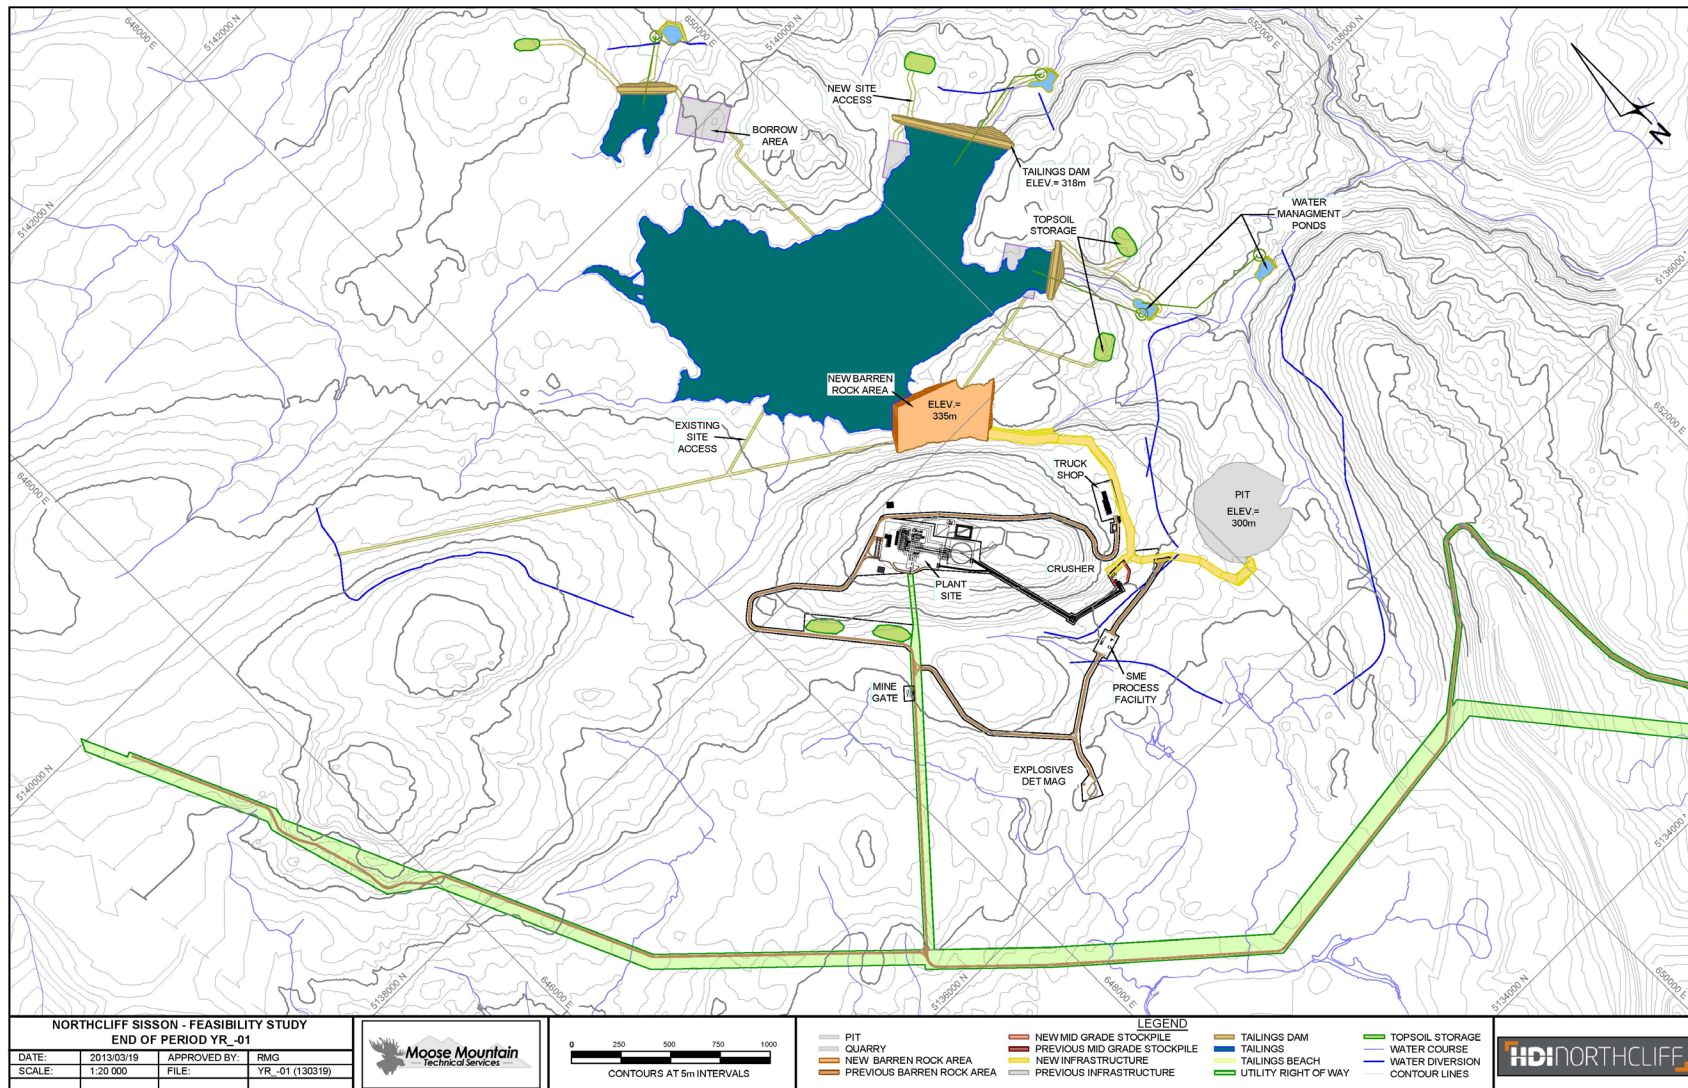 648000 E
5142000 N
650000 E
5140000 N
652000 E
5138000 N
N
NEW SITE
ACCESS
BORROW
AREA
TAILINGS DAM
ELEV.= 318m
TOPSOIL
STORAGE
WATER
MANAGMENT
PONDS
5142000 N
5136000 N
NEW BARREN
ROCK AREA
ELEV.=
335m
EXISTING
SITE
ACCESS
652000 E
646000 E
TRUCK
SHOP
PIT
ELEV.=
300m
CRUSHER
PLANT
SITE
MINE
GATE
SME
PROCESS
FACILITY
EXPLOSIVES
DET MAG
5140000 N
5134000 N
5138000 N
646000 E
5136000 N
648000 E
5134000 N
650000 E
NORTHCLIFF SISSON - FEASIBILITY STUDY
END OF PERIOD YR_-01
DATE: 2013/03/19 APPROVED BY: RMG
SCALE: 1:20 000 FILE: YR_-01 (130319)
Moose Mountain
Technical Services
0 250 500 750 1000
CONTOURS AT 5m INTERVALS
LEGEND
PIT
QUARRY
NEW BARREN ROCK AREA
PREVIOUS BARREN ROCK AREA
NEW MID GRADE STOCKPILE
PREVIOUS MID GRADE STOCKPILE
NEW INFRASTRUCTURE
PREVIOUS INFRASTRUCTURE
TAILINGS DAM
TAILINGS
TAILINGS BEACH
UTILITY RIGHT OF WAY
TOPSOIL STORAGE
WATER COURSE
WATER DIVERSION
CONTOUR LINES
HDINORTHCLIFF